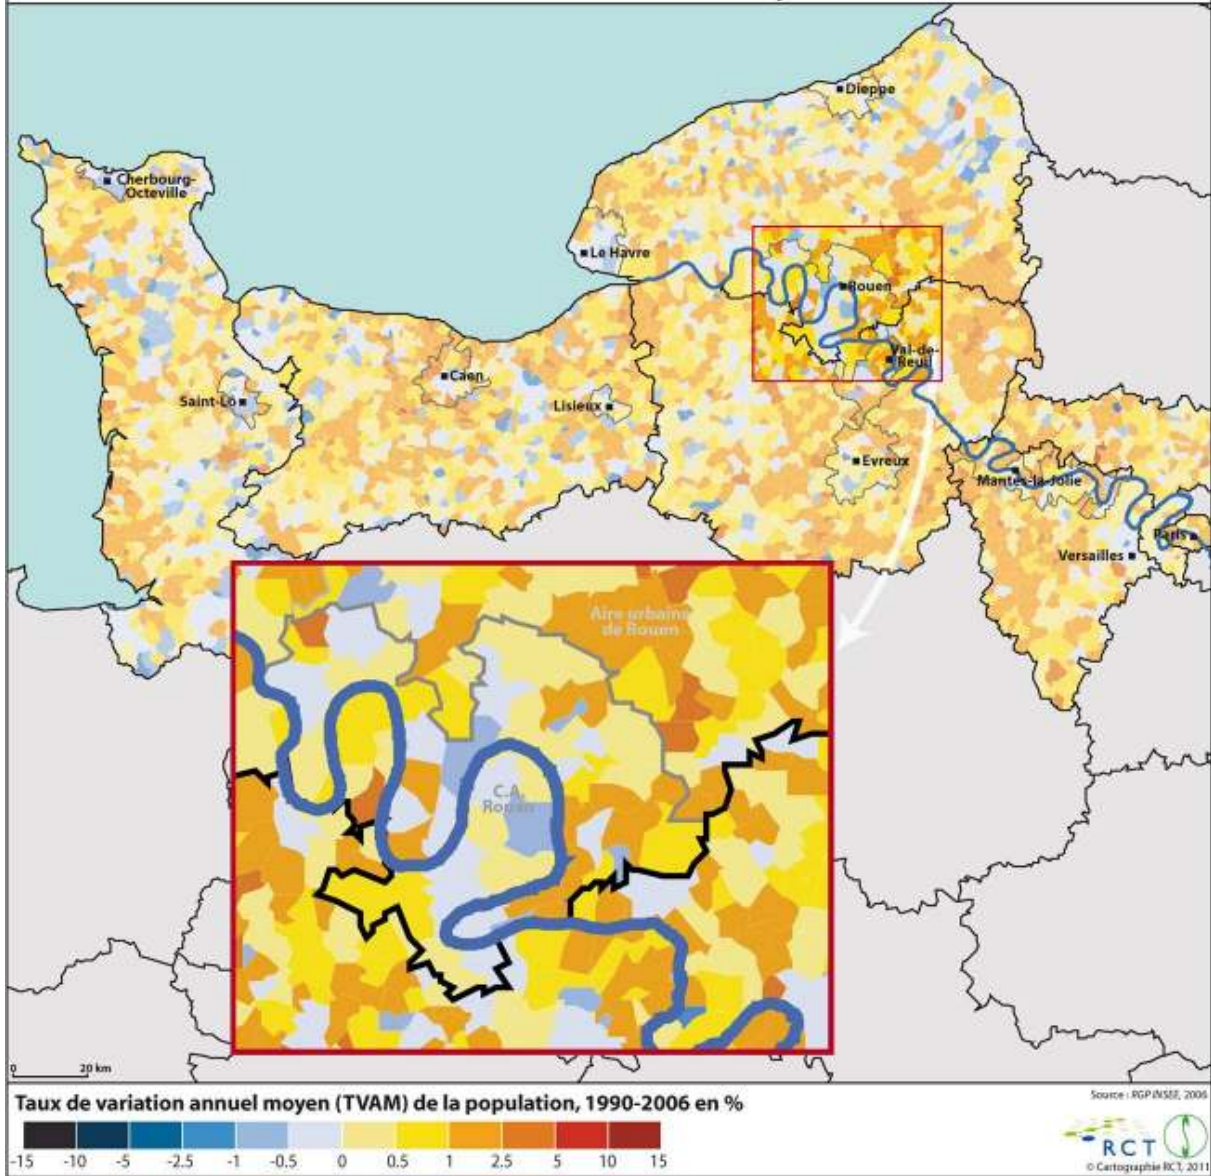 Dieppe
Cherbourg-
Octeville
Le Havre
Rouen
Val-de-
Reuil
Caen
Saint-Lô
Lisieux
Evreux
Mantes-la-Jolie
Paris
Versailles
Aire urbaine
de Rouen
C.A.
Rouen
0 20 km
Taux de variation annuel moyen (TVAM) de la population, 1990-2006 en %
Source : RGP INSEE, 2006
-15 -10 -5 -2.5 -1 -0.5 0 0.5 1 2.5 5 10 15
RCT
© Cartographie RCT, 2011